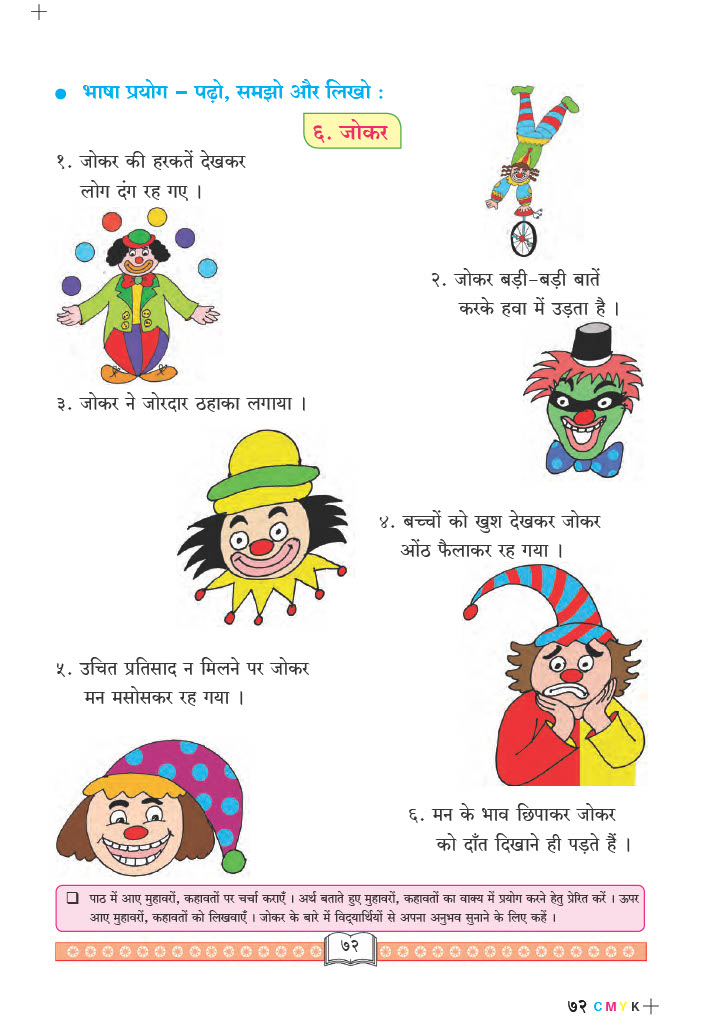 भाषा प्रयोग – पढ़ो, समझो और लिखो :
६. जोकर
१. जोकर की हरकतें देखकर
लोग दंग रह गए ।
२. जोकर बड़ी-बड़ी बातें
करके हवा में उड़ता है ।
३. जोकर ने जोरदार ठहाका लगाया ।
४. बच्चों को खुश देखकर जोकर
ओंठ फैलाकर रह गया ।
५. उचित प्रतिसाद न मिलने पर जोकर
मन मसोसकर रह गया ।
६. मन के भाव छिपाकर जोकर
को दाँत दिखाने ही पड़ते हैं ।
❑ पाठ में आए मुहावरों, कहावतों पर चर्चा कराएँ । अर्थ बताते हुए मुहावरों, कहावतों का वाक्य में प्रयोग करने हेतु प्रेरित करें । ऊपर
आए मुहावरों, कहावतों को लिखवाएँ । जोकर के बारे में विद्यार्थियों से अपना अनुभव सुनाने के लिए कहें ।
७२
७२ C M Y K